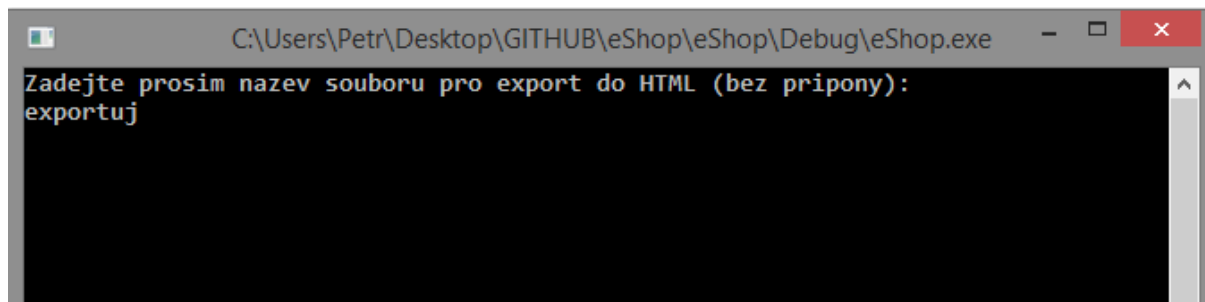 C:\Users\Petr\Desktop\GITHUB\eShop\eShop\Debug\eShop.exe
Zadejte prosim nazev souboru pro export do HTML (bez pripony):
exportuj